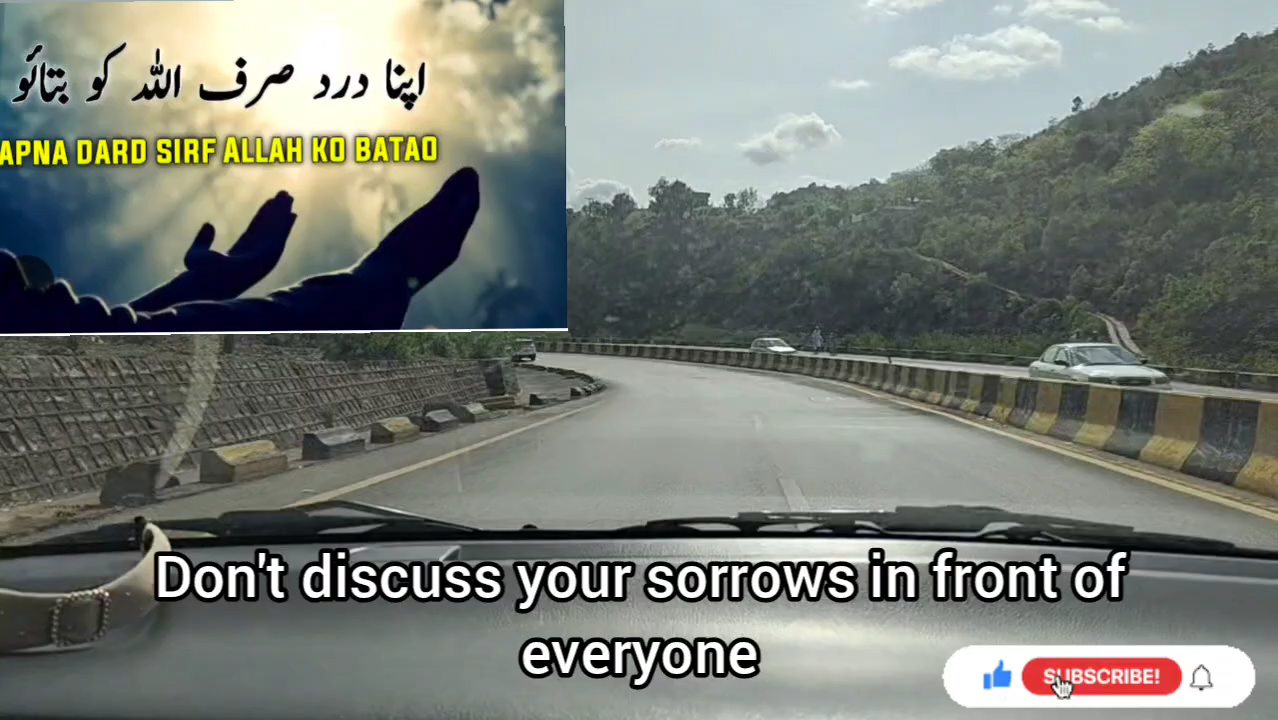 اپنا درد صرف اللہ کو بتائو
APNA DARD SIRF ALLAH KO BATAO
Don't discuss your sorrows in front of
everyone
SUBSCRIBE!